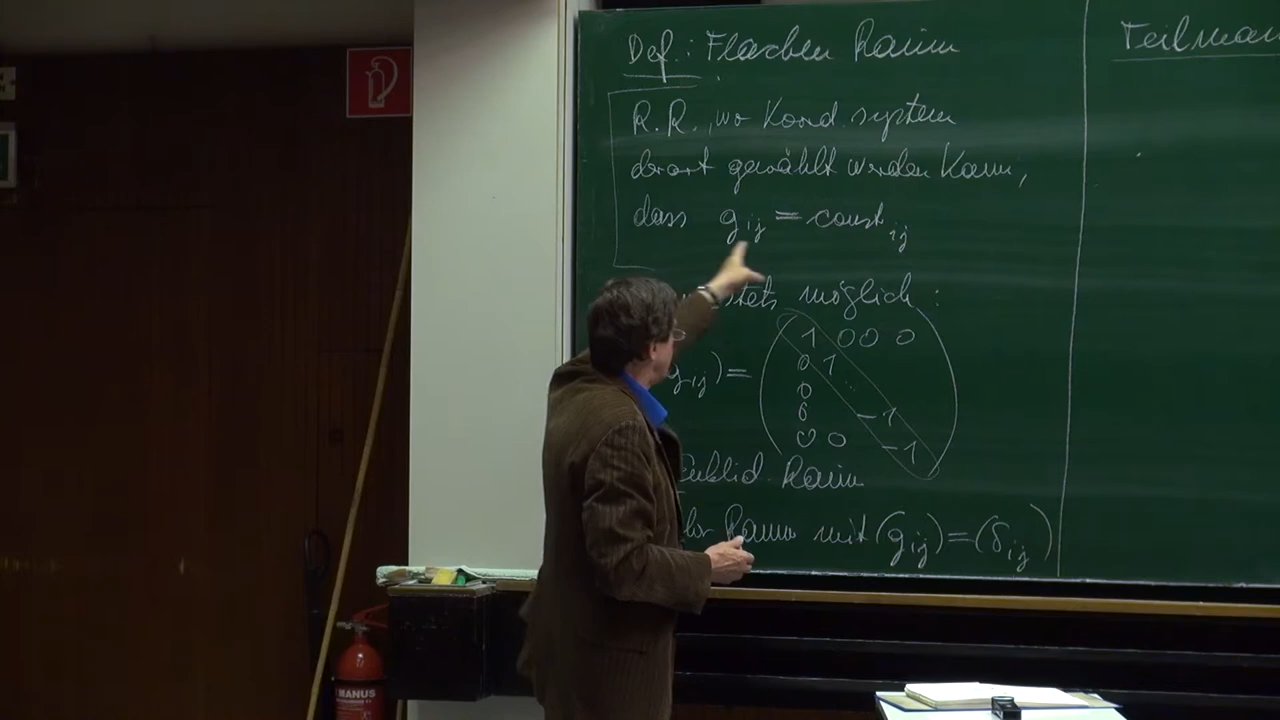 Def.: Flachen Raum
R.R., wo Koord. system
derart gewählt werden kann,
dass g_ij = const_ij
stets möglich :
1 0 0 0
g_ij) = 0 1 ...
0
0 -1
0 0 -1
Euklid. Raum
Raum mit (g_ij) = (δ_ij)
Teilman
MANUS